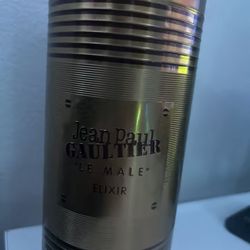 Jean Paul
GAULTIER
"LE MALE"
ELIXIR